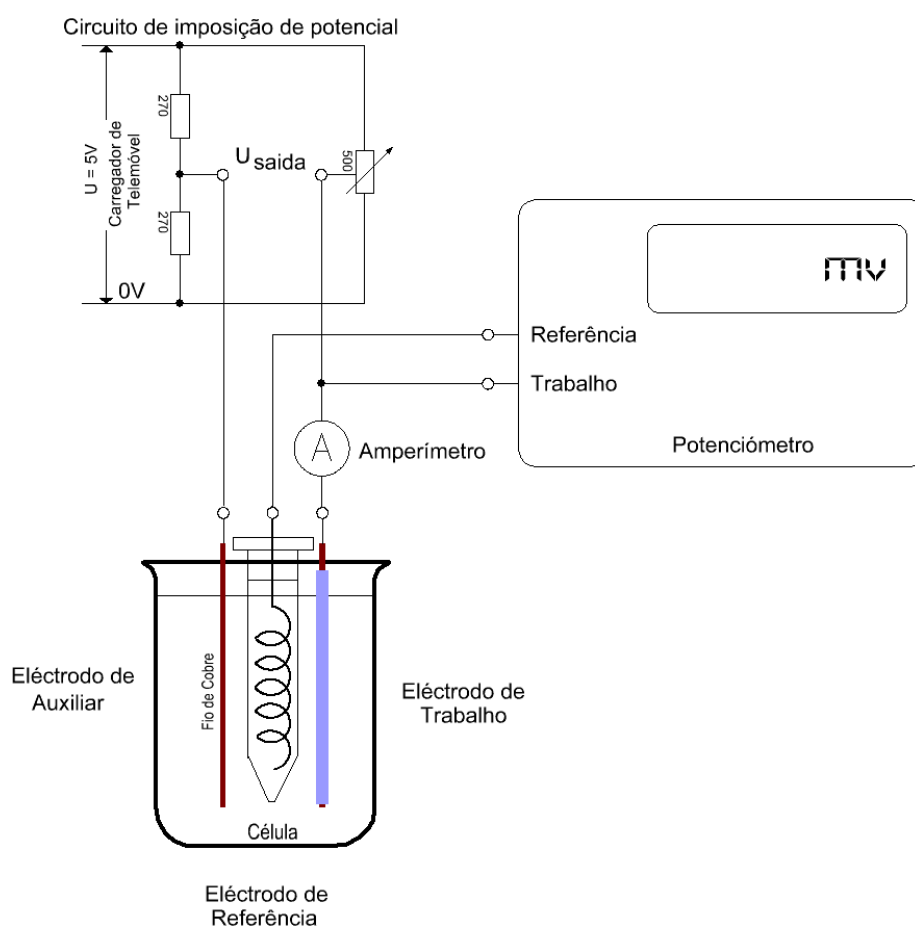 Circuito de imposição de potencial
270
U = 5V
Carregador de
Telemóvel
U saida
500
270
0V
mv
Referência
Trabalho
Potenciómetro
A
Amperímetro
Eléctrodo de
Auxiliar
Fio de Cobre
Eléctrodo de
Trabalho
Célula
Eléctrodo de
Referência